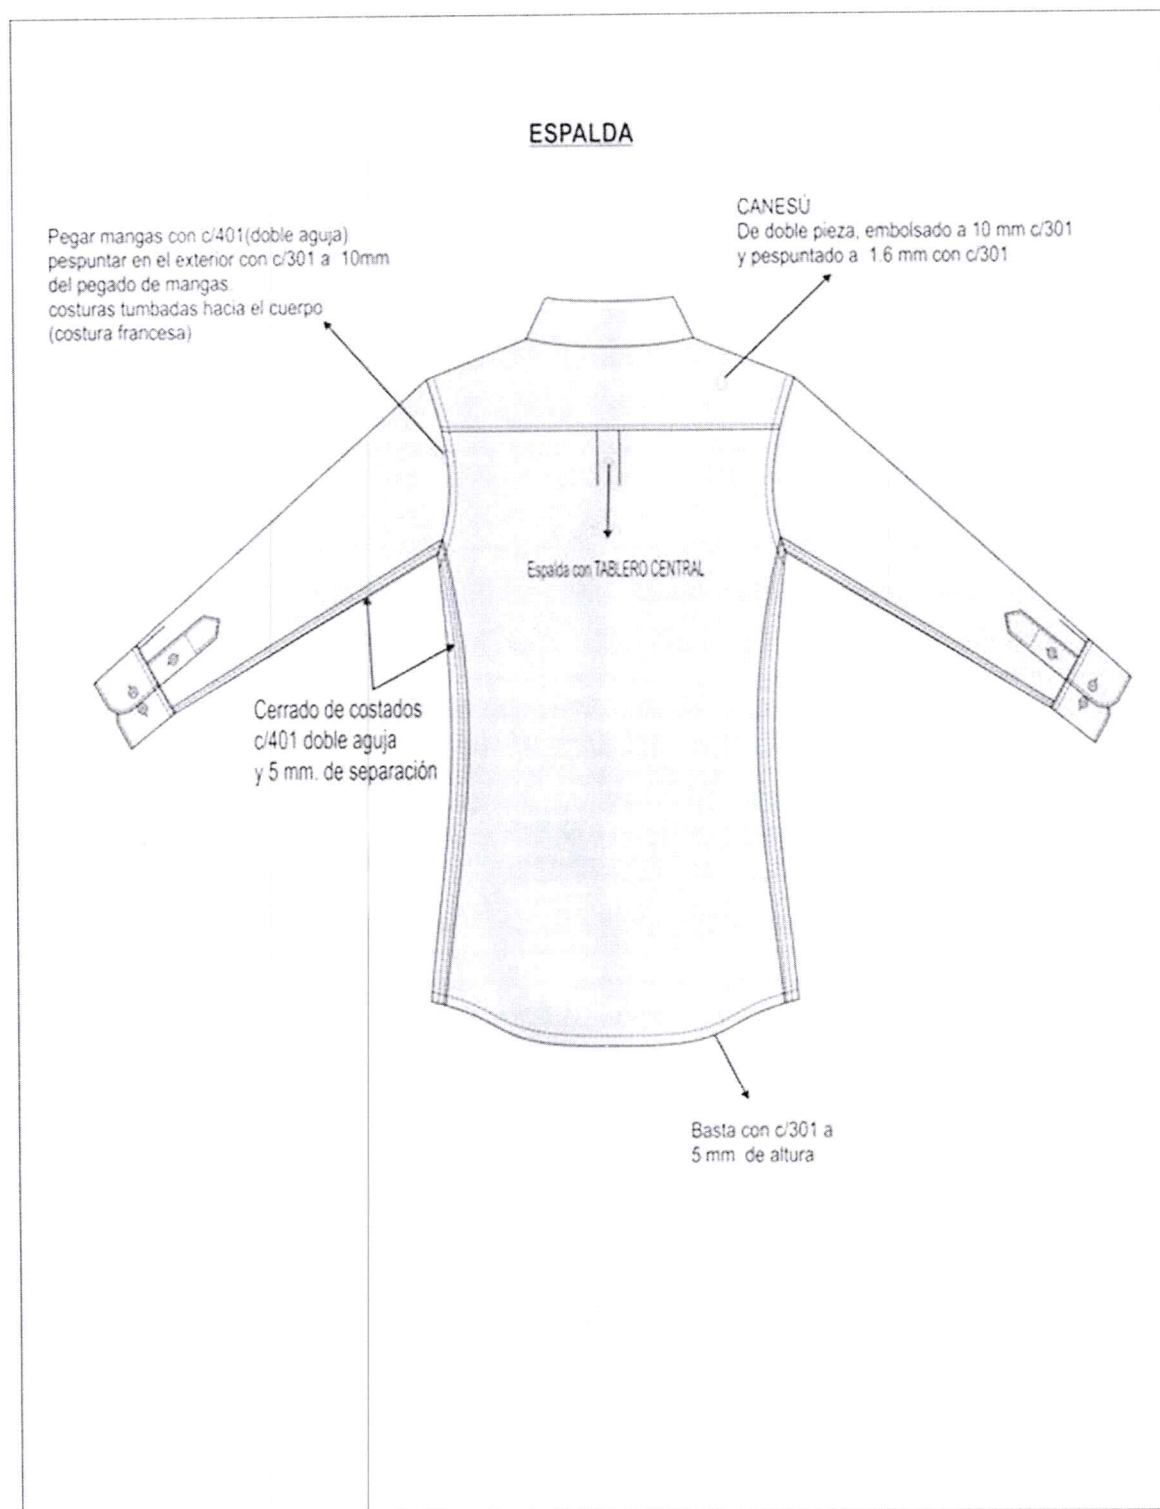 ESPALDA
Pegar mangas con c/401(doble aguja)
pespuntar en el exterior con c/301 a 10mm
del pegado de mangas.
costuras tumbadas hacia el cuerpo
(costura francesa)
CANESÚ
De doble pieza, embolsado a 10 mm c/301
y pespuntado a 1.6 mm con c/301
Espalda con TABLERO CENTRAL
Cerrado de costados
c/401 doble aguja
y 5 mm. de separación
Basta con c/301 a
5 mm de altura